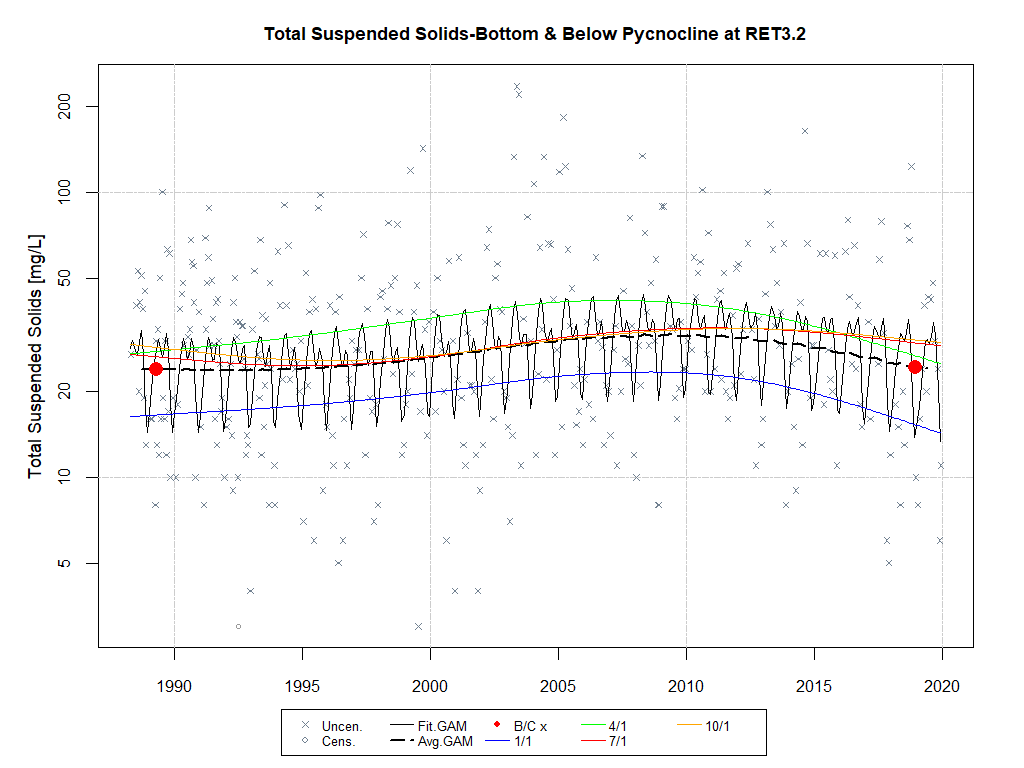 Total Suspended Solids-Bottom & Below Pycnocline at RET3.2
Total Suspended Solids [mg/L]
200
100
50
20
10
5
1990 1995 2000 2005 2010 2015 2020
Uncen. Fit.GAM B/C x 4/1 10/1
Cens. Avg.GAM 1/1 7/1